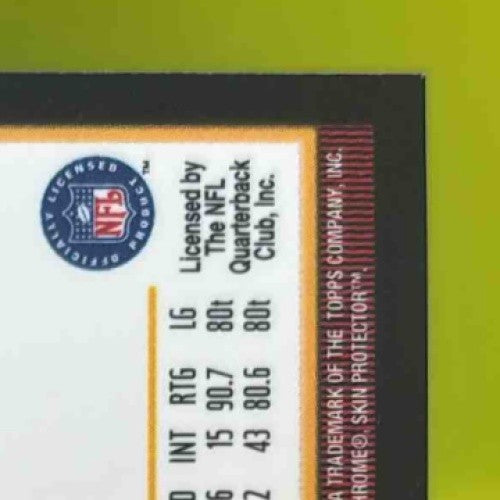 OFFICIALLY LICENSED PRODUCT
NFL
™
Licensed by
The NFL
Quarterback
Club, Inc.
INT RTG LG
15 90.7 80t
43 80.6 80t
A TRADEMARK OF THE TOPPS COMPANY, INC.
HROME®. SKIN PROTECTOR™.